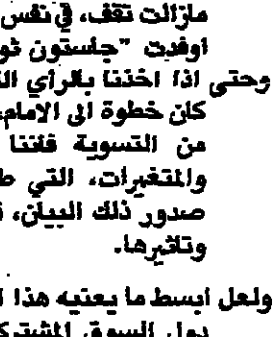 مازالت تقف، في نفس
اوفدت "جاستون ثو
وحتى اذا اخذنا بالرأي ال
كان خطوة الى الامام،
من التسوية فاننا
والمتغيرات، التي ط
صدور ذلك البيان،
وتاثيرها.
ولعل ابسط ما يعنيه هذا ا
دول السوق المشترك